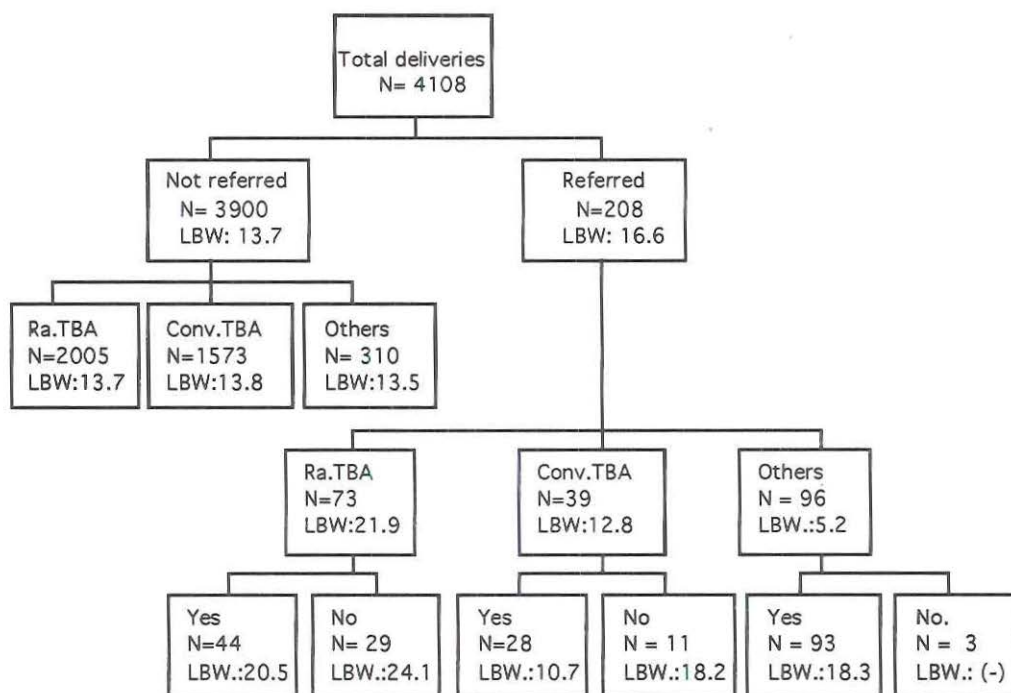 Total deliveries
N= 4108
Not referred
N= 3900
LBW: 13.7
Referred
N=208
LBW: 16.6
Ra.TBA
N=2005
LBW:13.7
Conv.TBA
N=1573
LBW:13.8
Others
N= 310
LBW:13.5
Ra.TBA
N=73
LBW:21.9
Conv.TBA
N=39
LBW:12.8
Others
N = 96
LBW.:5.2
Yes
N=44
LBW.:20.5
No
N= 29
LBW.:24.1
Yes
N=28
LBW.:10.7
No
N = 11
LBW.:18.2
Yes
N = 93
LBW.:18.3
No.
N = 3
LBW.: (-)